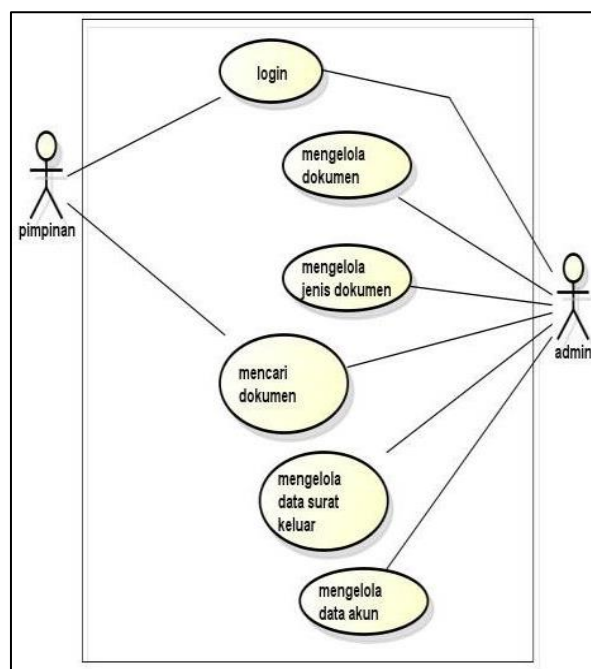 login
mengelola
dokumen
pimpinan
mengelola
jenis dokumen
admin
mencari
dokumen
mengelola
data surat
keluar
mengelola
data akun